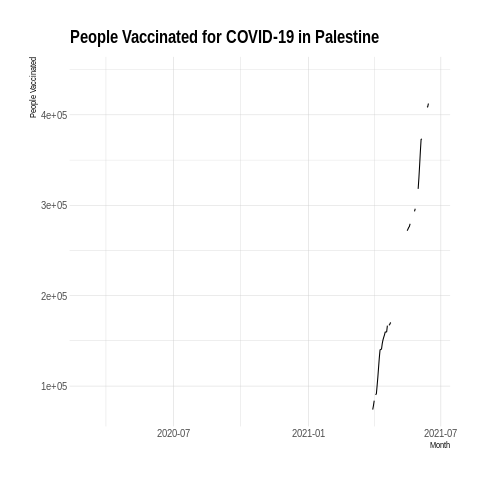 People Vaccinated for COVID-19 in Palestine
People Vaccinated
4e+05
3e+05
2e+05
1e+05
2020-07 2021-01 2021-07
Month